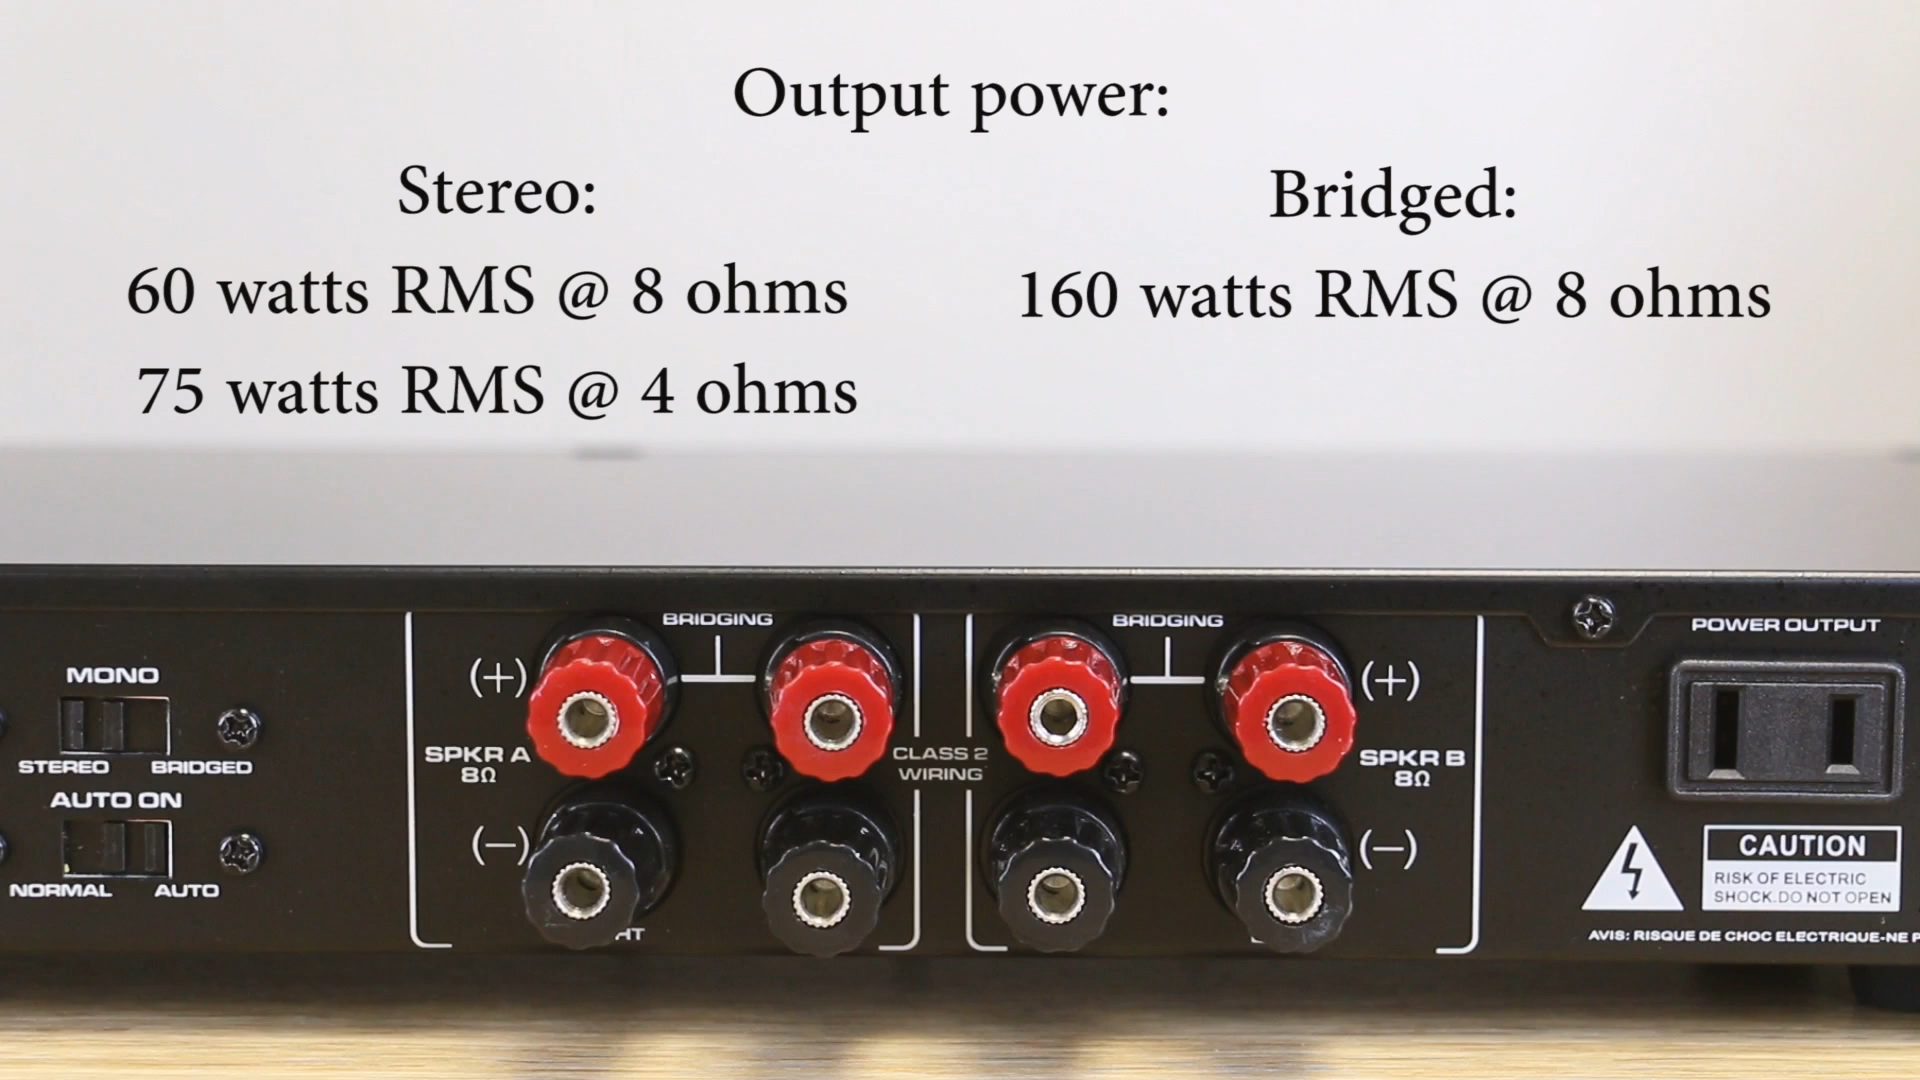 Output power:
Stereo:
60 watts RMS @ 8 ohms
75 watts RMS @ 4 ohms
Bridged:
160 watts RMS @ 8 ohms
MONO
STEREO BRIDGED
AUTO ON
NORMAL AUTO
BRIDGING
(+)
SPKR A
8Ω
(−)
CLASS 2
WIRING
BRIDGING
(+)
SPKR B
8Ω
(−)
POWER OUTPUT
CAUTION
RISK OF ELECTRIC
SHOCK.DO NOT OPEN
AVIS: RISQUE DE CHOC ELECTRIQUE-NE